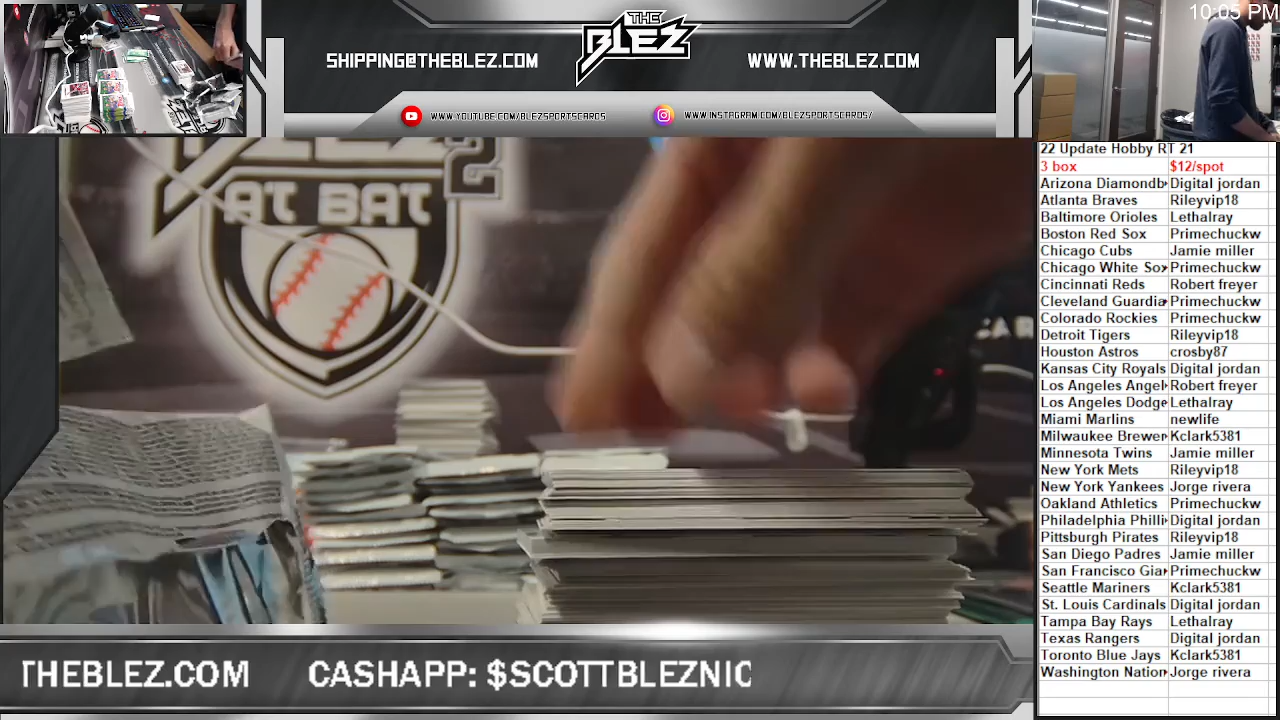 10:05 PM
THE
BLEZ
SHIPPING@THEBLEZ.COM
WWW.THEBLEZ.COM
WWW.YOUTUBE.COM/BLEZSPORTSCARDS
WWW.INSTAGRAM.COM/BLEZSPORTSCARDS/
22 Update Hobby RT 21
3 box $12/spot
Arizona Diamondb Digital jordan
Atlanta Braves Rileyvip18
Baltimore Orioles Lethalray
Boston Red Sox Primechuckw
Chicago Cubs Jamie miller
Chicago White Sox Primechuckw
Cincinnati Reds Robert freyer
Cleveland Guardia Primechuckw
Colorado Rockies Primechuckw
Detroit Tigers Rileyvip18
Houston Astros crosby87
Kansas City Royals Digital jordan
Los Angeles Angel Robert freyer
Los Angeles Dodge Lethalray
Miami Marlins newlife
Milwaukee Brewer Kclark5381
Minnesota Twins Jamie miller
New York Mets Rileyvip18
New York Yankees Jorge rivera
Oakland Athletics Primechuckw
Philadelphia Philli Digital jordan
Pittsburgh Pirates Rileyvip18
San Diego Padres Jamie miller
San Francisco Gia Primechuckw
Seattle Mariners Kclark5381
St. Louis Cardinals Digital jordan
Tampa Bay Rays Lethalray
Texas Rangers Digital jordan
Toronto Blue Jays Kclark5381
Washington Nation Jorge rivera
BLEZ 2
AT BAT
THEBLEZ.COM CASHAPP: $SCOTTBLEZNIC